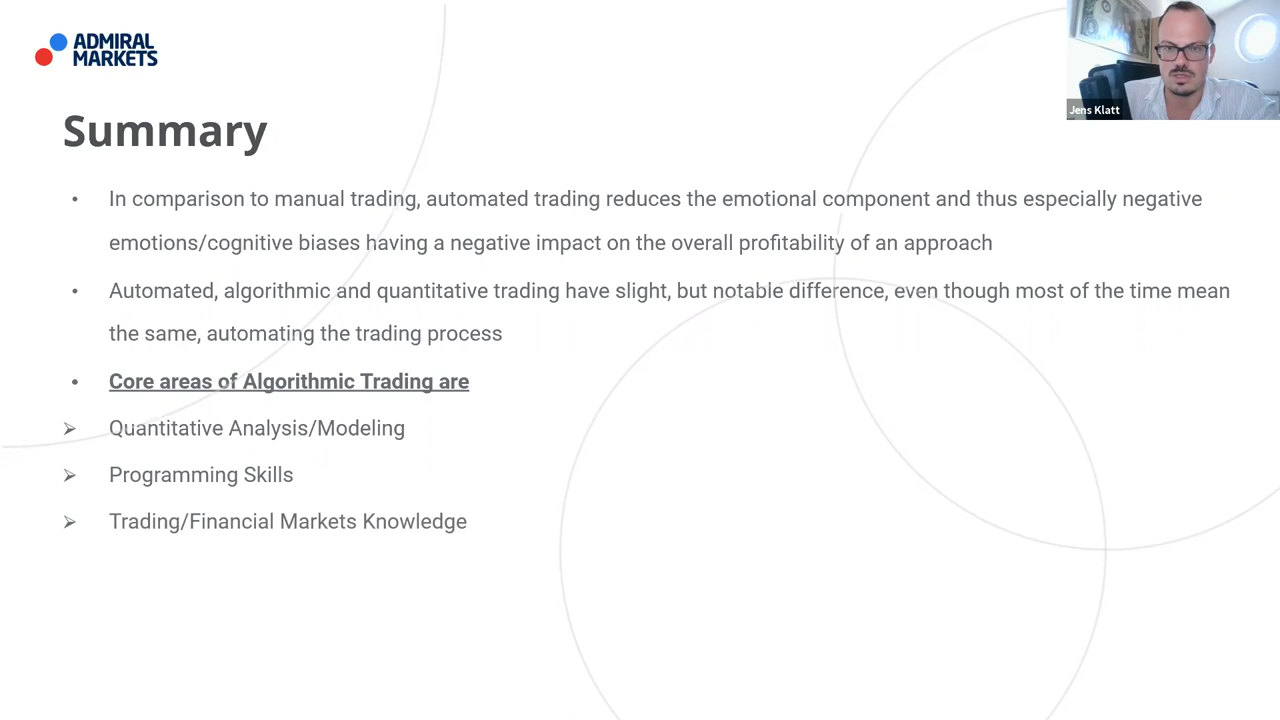 ADMIRAL
MARKETS
Jens Klatt
Summary
• In comparison to manual trading, automated trading reduces the emotional component and thus especially negative
emotions/cognitive biases having a negative impact on the overall profitability of an approach
• Automated, algorithmic and quantitative trading have slight, but notable difference, even though most of the time mean
the same, automating the trading process
• Core areas of Algorithmic Trading are
➢ Quantitative Analysis/Modeling
➢ Programming Skills
➢ Trading/Financial Markets Knowledge